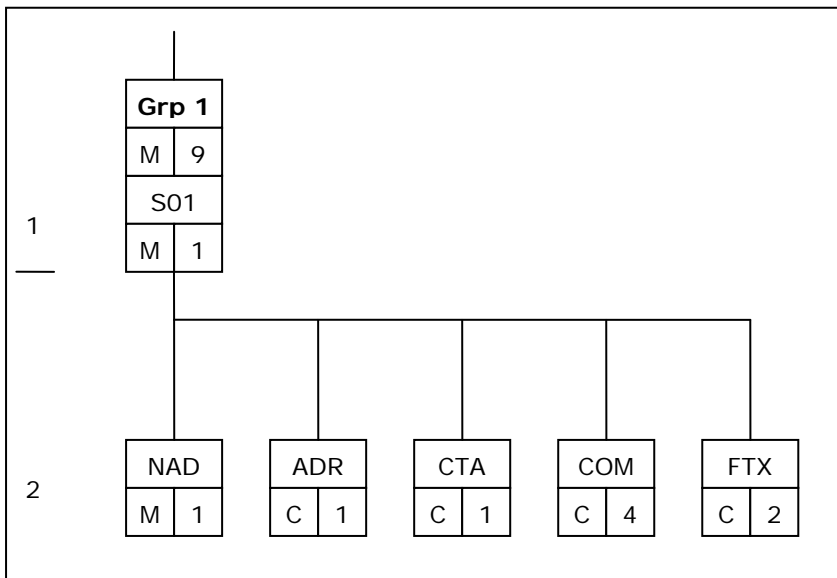 Grp 1
M 9
S01
1
M 1
NAD ADR CTA COM FTX
2
M 1 C 1 C 1 C 4 C 2